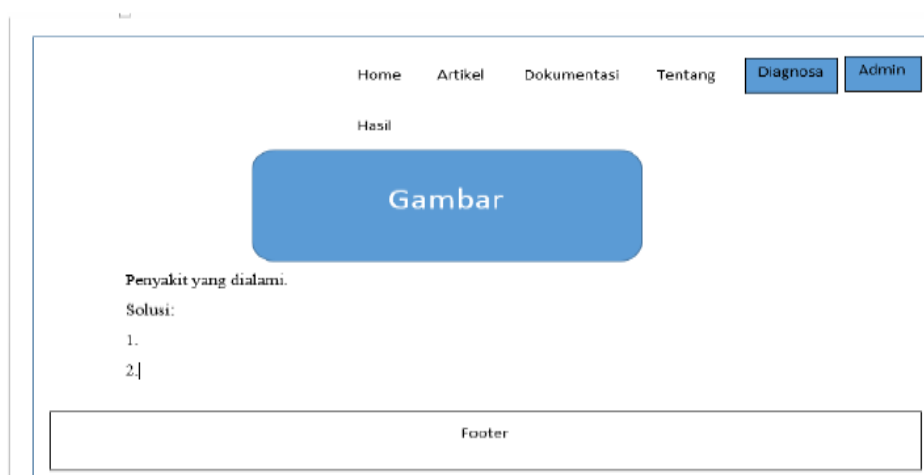 Home Artikel Dokumentasi Tentang Diagnosa Admin
Hasil
Gambar
Penyakit yang dialami.
Solusi:
1.
2.
Footer